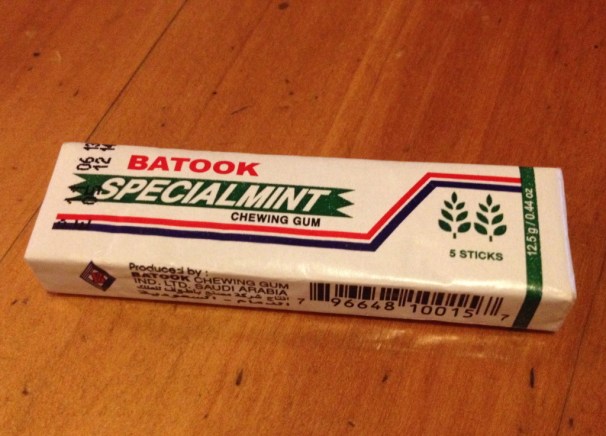 BATOOK
SPECIALMINT
CHEWING GUM
5 STICKS
12.5 g / 0.44 oz
Produced by :
BATOOK CHEWING GUM
IND. LTD. SAUDI ARABIA
7 96648 10015 7